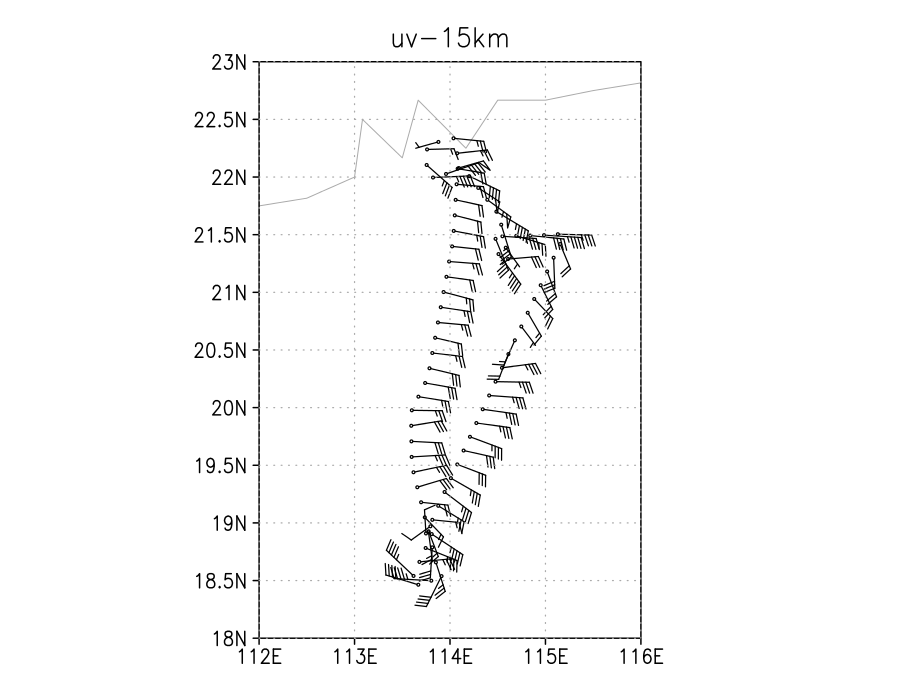 uv-15km
23N
22.5N
22N
21.5N
21N
20.5N
20N
19.5N
19N
18.5N
18N
112E 113E 114E 115E 116E